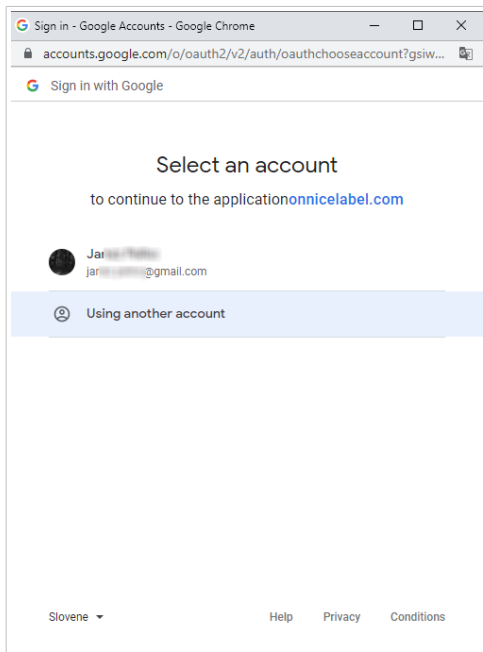 Sign in - Google Accounts - Google Chrome
accounts.google.com/o/oauth2/v2/auth/oauthchooseaccount?gsiw...
Sign in with Google
Select an account
to continue to the applicationonnicelabel.com
@gmail.com
Using another account
Slovene
Help Privacy Conditions